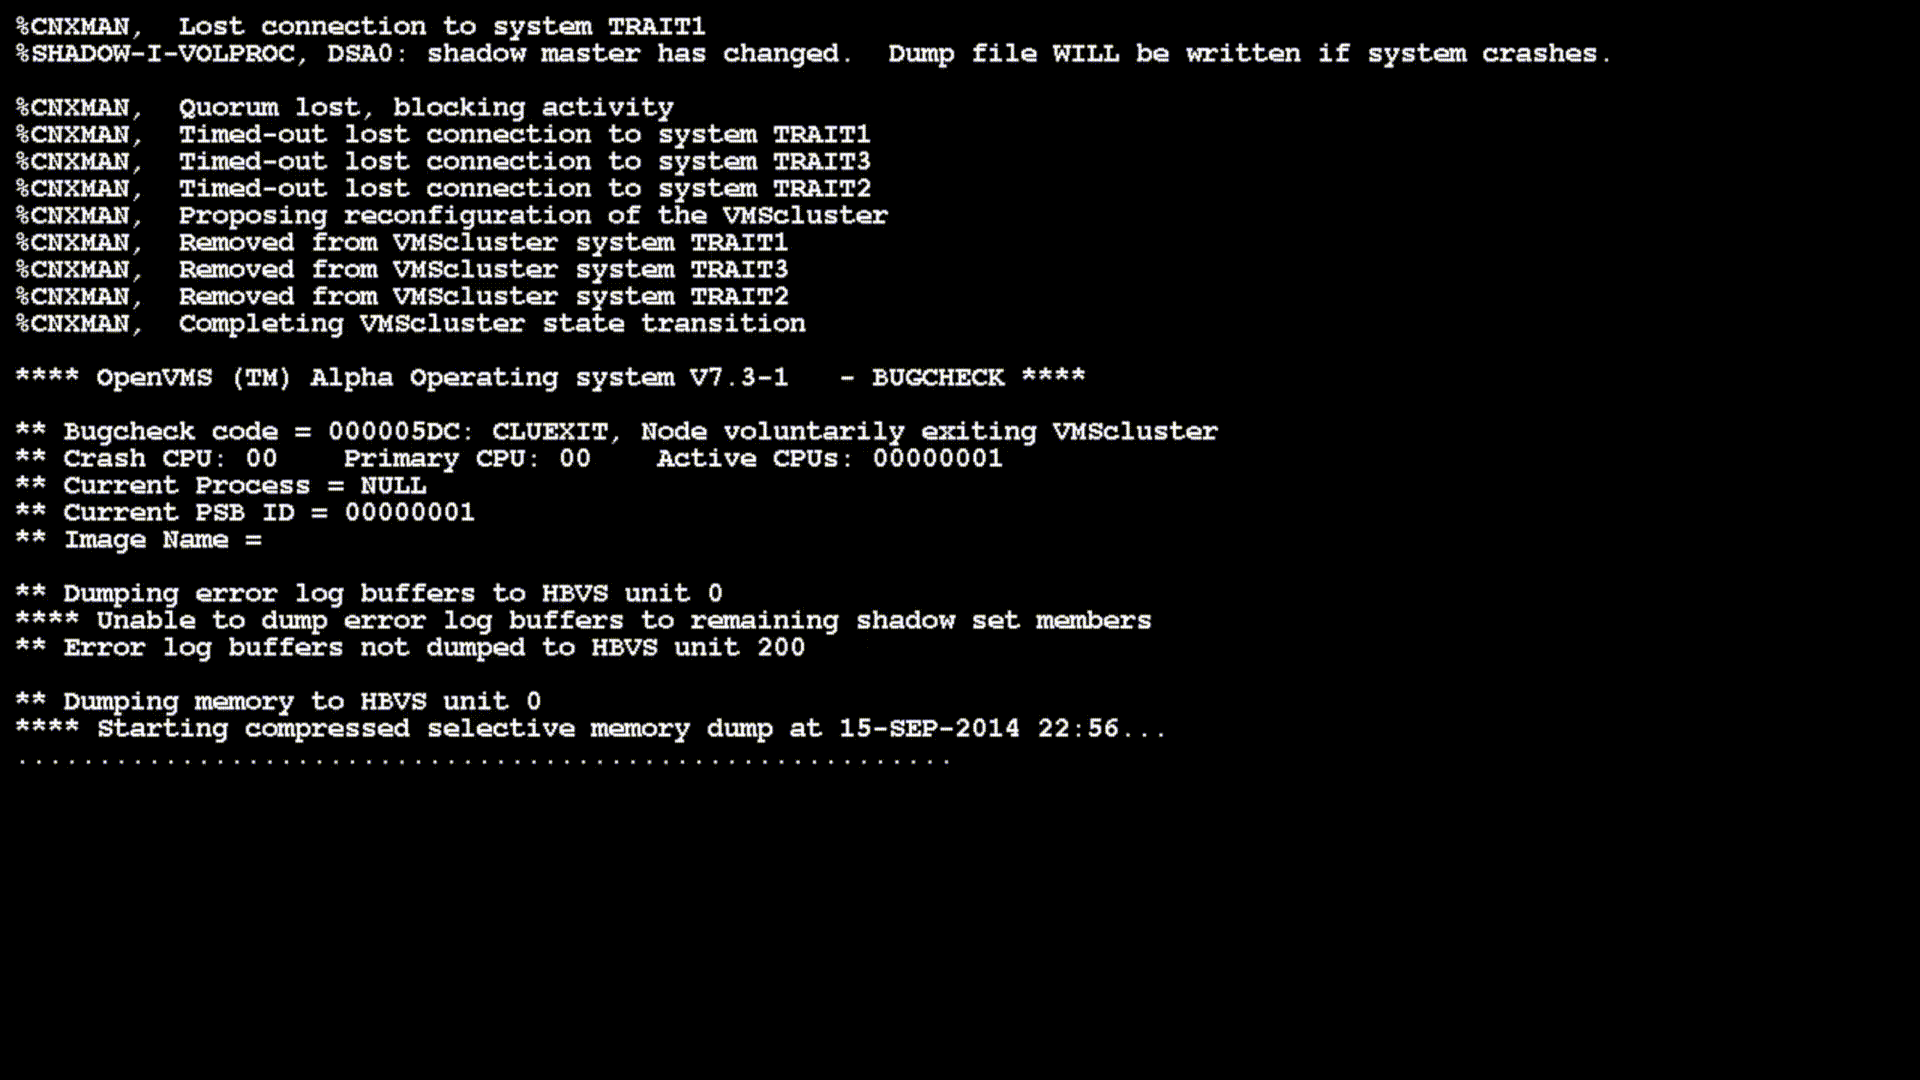 %CNXMAN,  Lost connection to system TRAIT1
%SHADOW-I-VOLPROC, DSA0: shadow master has changed.  Dump file WILL be written if system crashes.
%CNXMAN,  Quorum lost, blocking activity
%CNXMAN,  Timed-out lost connection to system TRAIT1
%CNXMAN,  Timed-out lost connection to system TRAIT3
%CNXMAN,  Timed-out lost connection to system TRAIT2
%CNXMAN,  Proposing reconfiguration of the VMScluster
%CNXMAN,  Removed from VMScluster system TRAIT1
%CNXMAN,  Removed from VMScluster system TRAIT3
%CNXMAN,  Removed from VMScluster system TRAIT2
%CNXMAN,  Completing VMScluster state transition
**** OpenVMS (TM) Alpha Operating system V7.3-1   - BUGCHECK ****
** Bugcheck code = 000005DC: CLUEXIT, Node voluntarily exiting VMScluster
** Crash CPU: 00    Primary CPU: 00    Active CPUs: 00000001
** Current Process = NULL
** Current PSB ID = 00000001
** Image Name =
** Dumping error log buffers to HBVS unit 0
**** Unable to dump error log buffers to remaining shadow set members
** Error log buffers not dumped to HBVS unit 200
** Dumping memory to HBVS unit 0
**** Starting compressed selective memory dump at 15-SEP-2014 22:56...
.........................................................